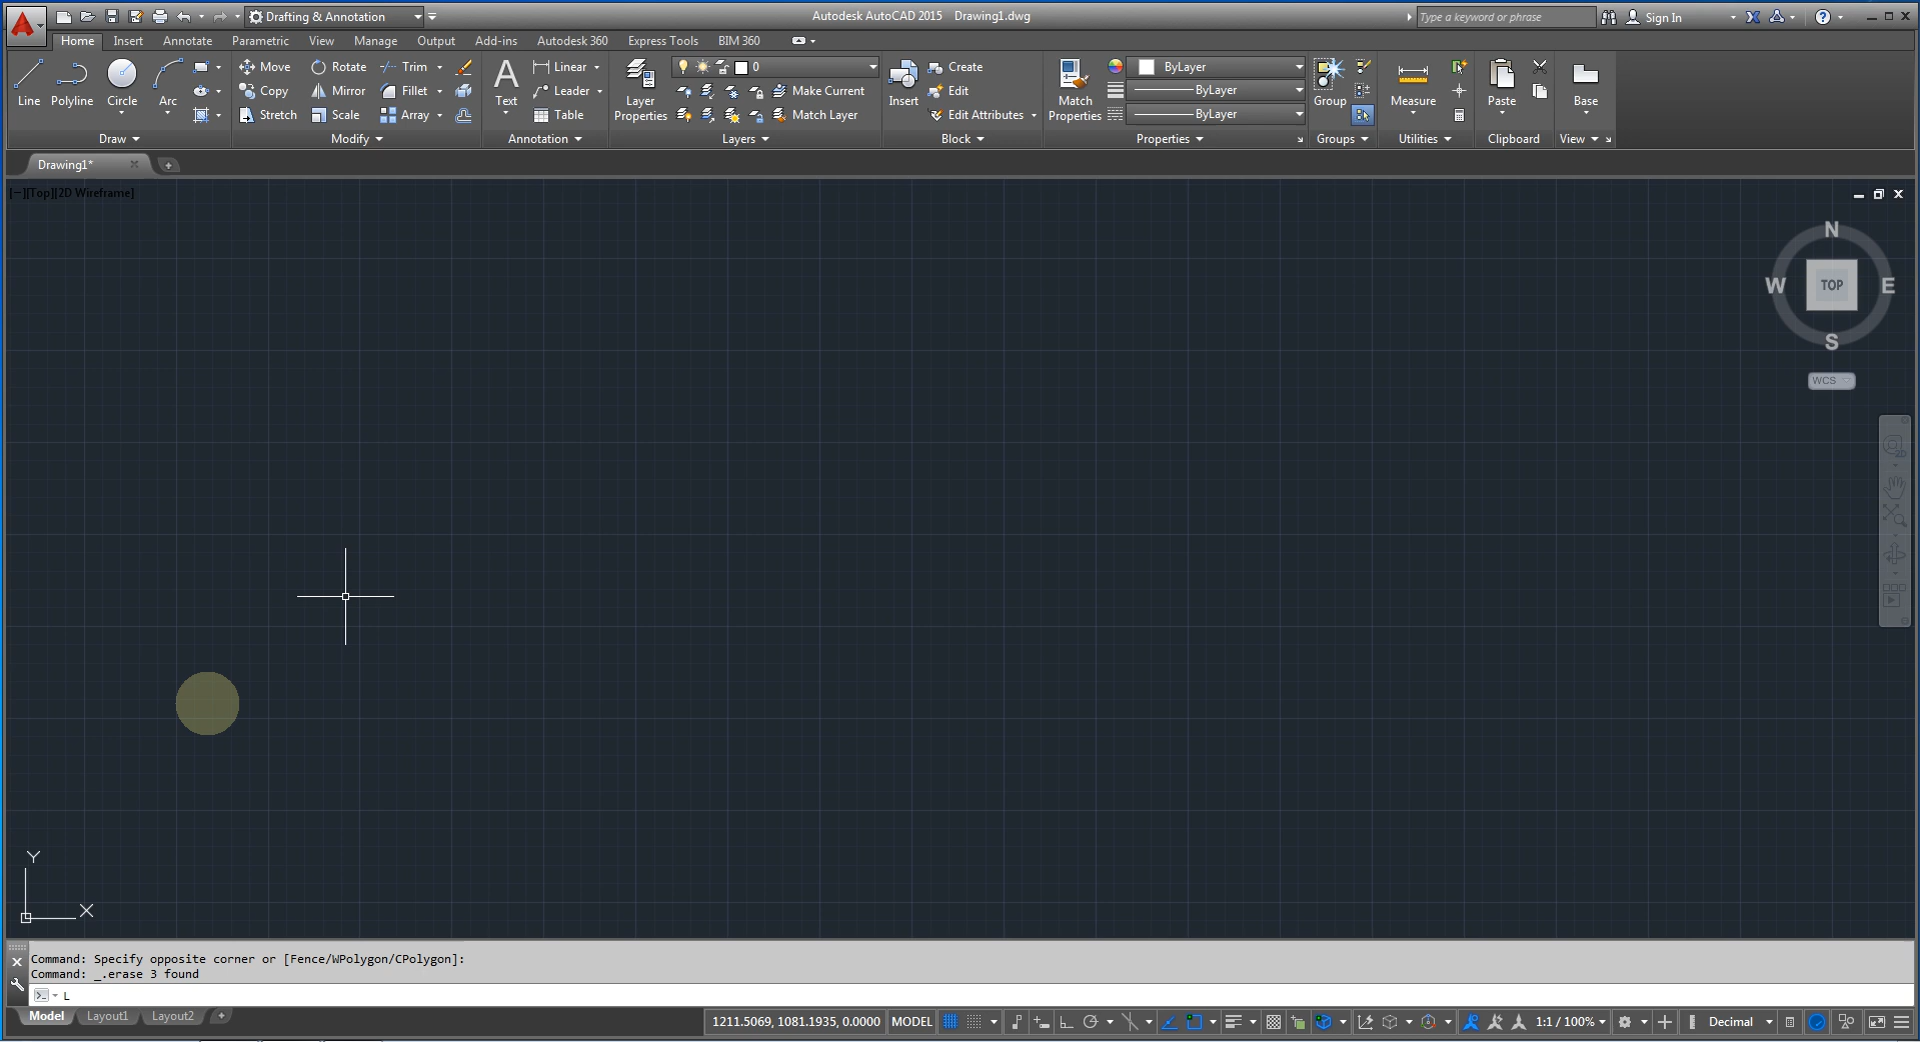 Drafting & Annotation
Autodesk AutoCAD 2015 Drawing1.dwg
Type a keyword or phrase
Sign In
Home Insert Annotate Parametric View Manage Output Add-ins Autodesk 360 Express Tools BIM 360
Move Rotate Trim Linear 0 Create ByLayer
Copy Mirror Fillet Leader Make Current Edit ByLayer
Line Polyline Circle Arc Text Layer Properties Insert Match Properties Group Measure Paste Base
Stretch Scale Array Table Match Layer Edit Attributes ByLayer
Draw Modify Annotation Layers Block Properties Groups Utilities Clipboard View
Drawing1*
[−][Top][2D Wireframe]
N
W TOP E
S
WCS
Y
X
Command: Specify opposite corner or [Fence/WPolygon/CPolygon]:
Command: _.erase 3 found
L
Model Layout1 Layout2
1211.5069, 1081.1935, 0.0000 MODEL 1:1 / 100% Decimal